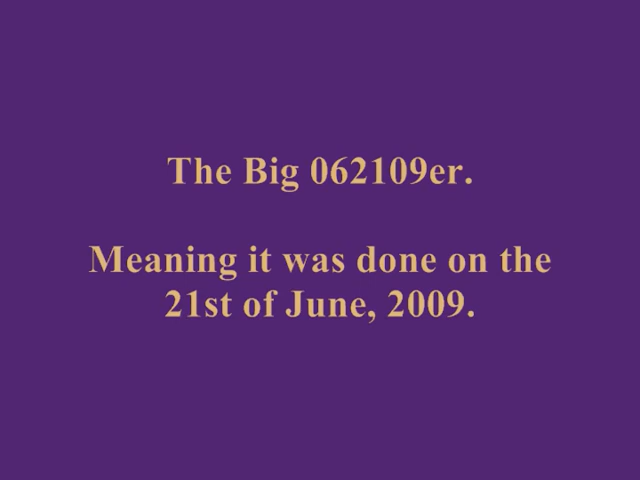 The Big 062109er.
Meaning it was done on the
21st of June, 2009.